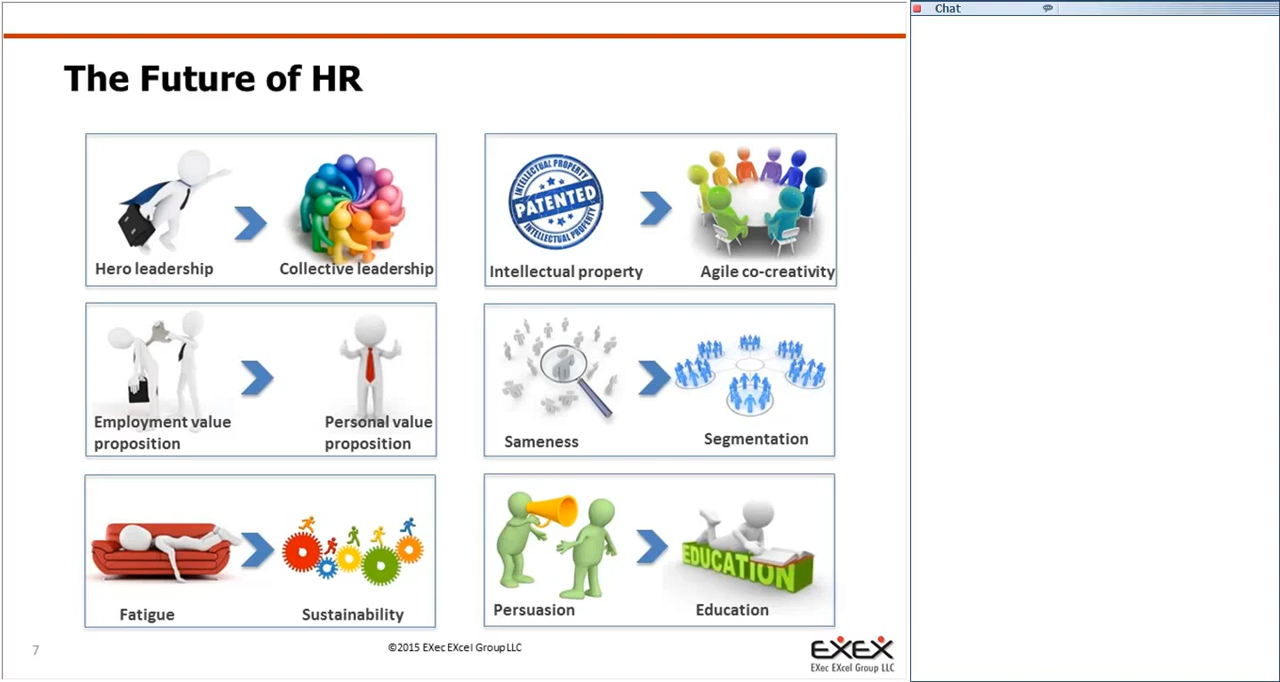 Chat
The Future of HR
INTELLECTUAL PROPERTY
PATENTED
INTELLECTUAL PROPERTY
Hero leadership
Collective leadership
Intellectual property
Agile co-creativity
Employment value
proposition
Personal value
proposition
Sameness
Segmentation
EDUCATION
Fatigue
Sustainability
Persuasion
Education
7
©2015 EXec EXcel Group LLC
EXEX
EXec EXcel Group LLC